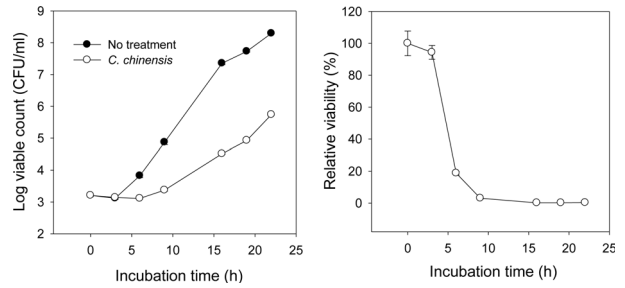 9
8
7
6
5
4
3
2
Log viable count (CFU/ml)
No treatment
C. chinensis
0 5 10 15 20 25
Incubation time (h)
120
100
80
60
40
20
0
Relative viability (%)
0 5 10 15 20 25
Incubation time (h)